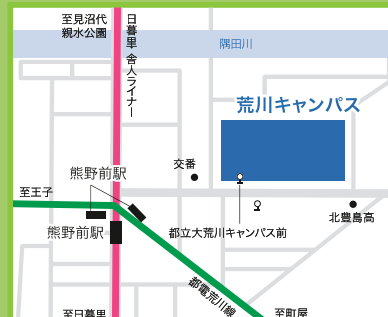 至見沼代
親水公園
日暮里・舎人ライナー
隅田川
荒川キャンパス
交番
熊野前駅
至王子
北豊島高
熊野前駅
都立大荒川キャンパス前
都電荒川線
至日暮里
至町屋